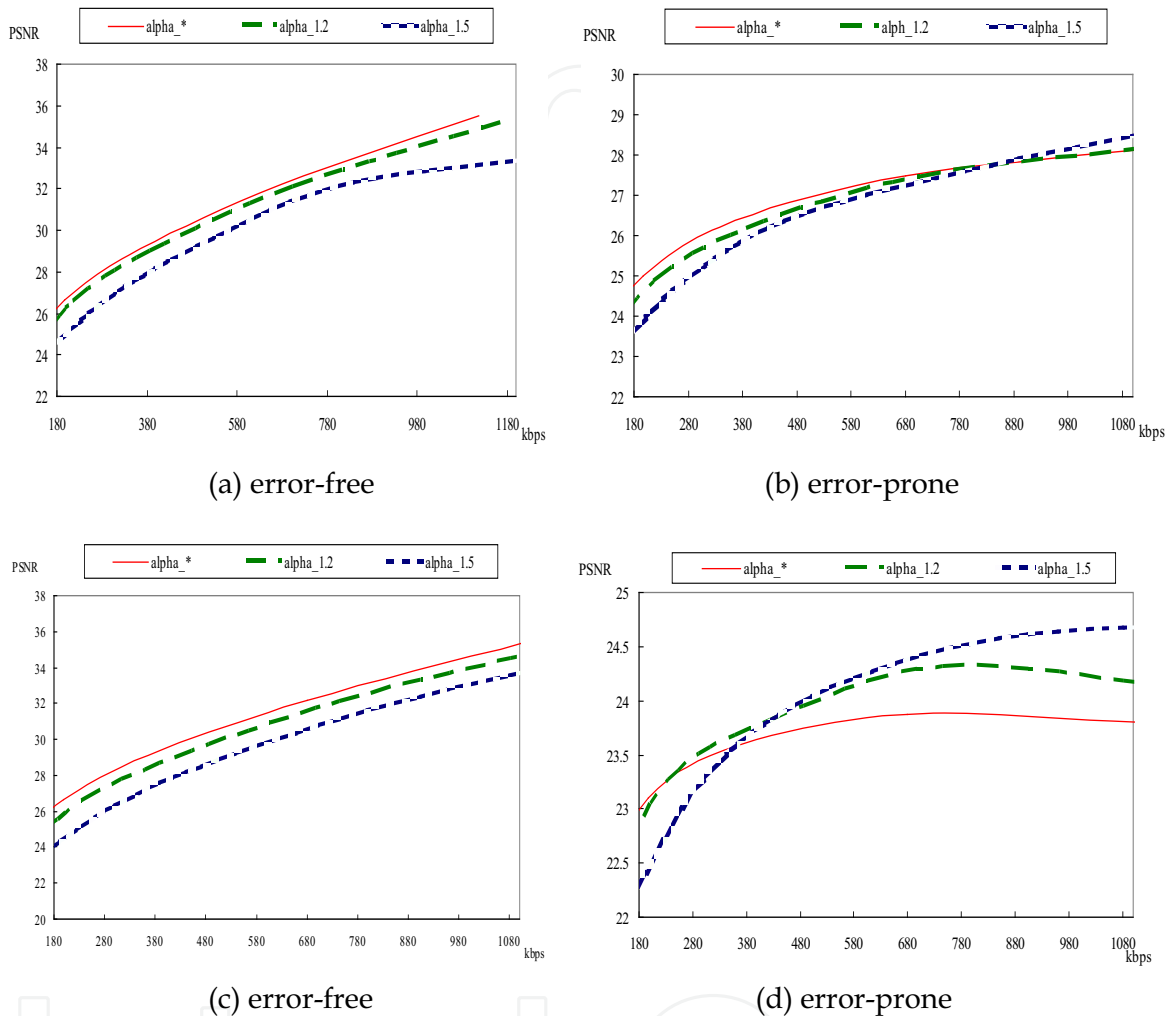 PSNR
alpha_* alpha_1.2 alpha_1.5
38
36
34
32
30
28
26
24
22
180 380 580 780 980 1180
kbps
(a) error-free
PSNR
alpha_* alph_1.2 alpha_1.5
30
29
28
27
26
25
24
23
22
180 280 380 480 580 680 780 880 980 1080
kbps
(b) error-prone
PSNR
alpha_* alpha_1.2 alpha_1.5
38
36
34
32
30
28
26
24
22
20
180 280 380 480 580 680 780 880 980 1080
kbps
(c) error-free
PSNR
alpha_* alpha_1.2 alpha_1.5
25
24.5
24
23.5
23
22.5
22
180 280 380 480 580 680 780 880 980 1080
kbps
(d) error-prone